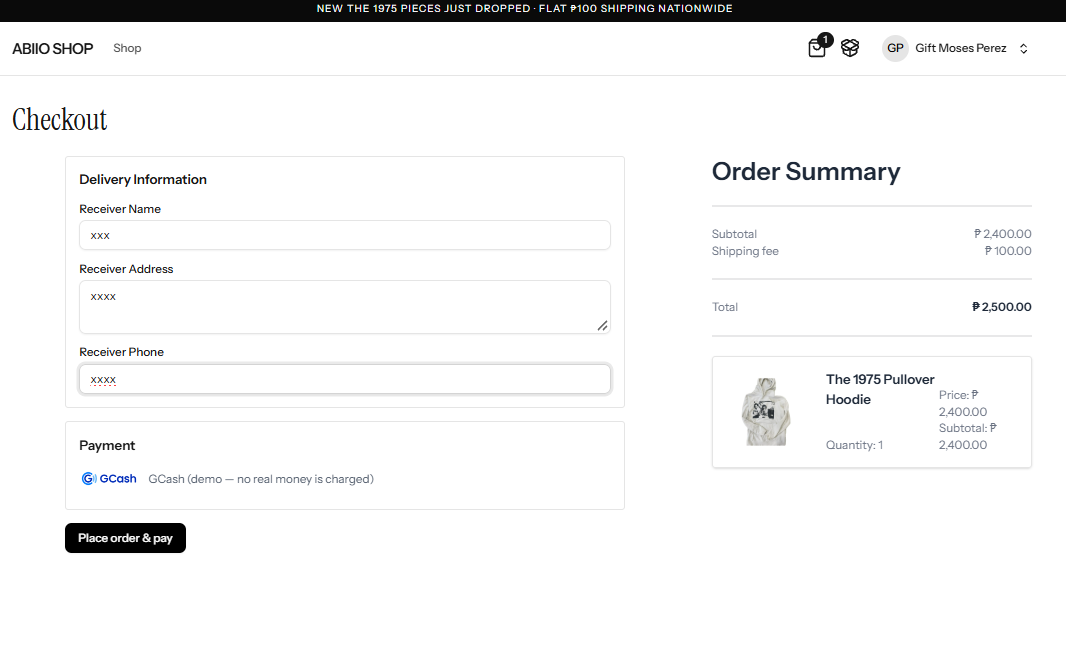 NEW THE 1975 PIECES JUST DROPPED · FLAT ₱100 SHIPPING NATIONWIDE
ABIIO SHOP Shop 1 GP Gift Moses Perez
Checkout
Delivery Information
Receiver Name
xxx
Receiver Address
xxxx
Receiver Phone
xxxx
Payment
GCash GCash (demo — no real money is charged)
Place order & pay
Order Summary
Subtotal ₱ 2,400.00
Shipping fee ₱ 100.00
Total ₱ 2,500.00
The 1975 Pullover
Hoodie
Quantity: 1
Price: ₱
2,400.00
Subtotal: ₱
2,400.00